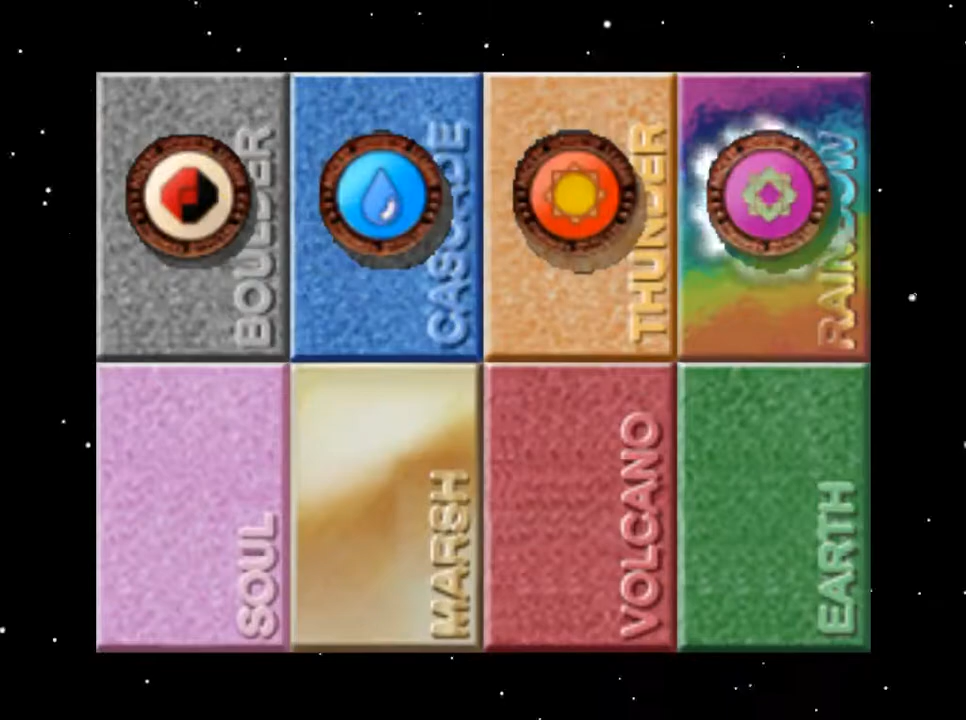 BOULDER
CASCADE
THUNDER
RAINBOW
SOUL
MARSH
VOLCANO
EARTH